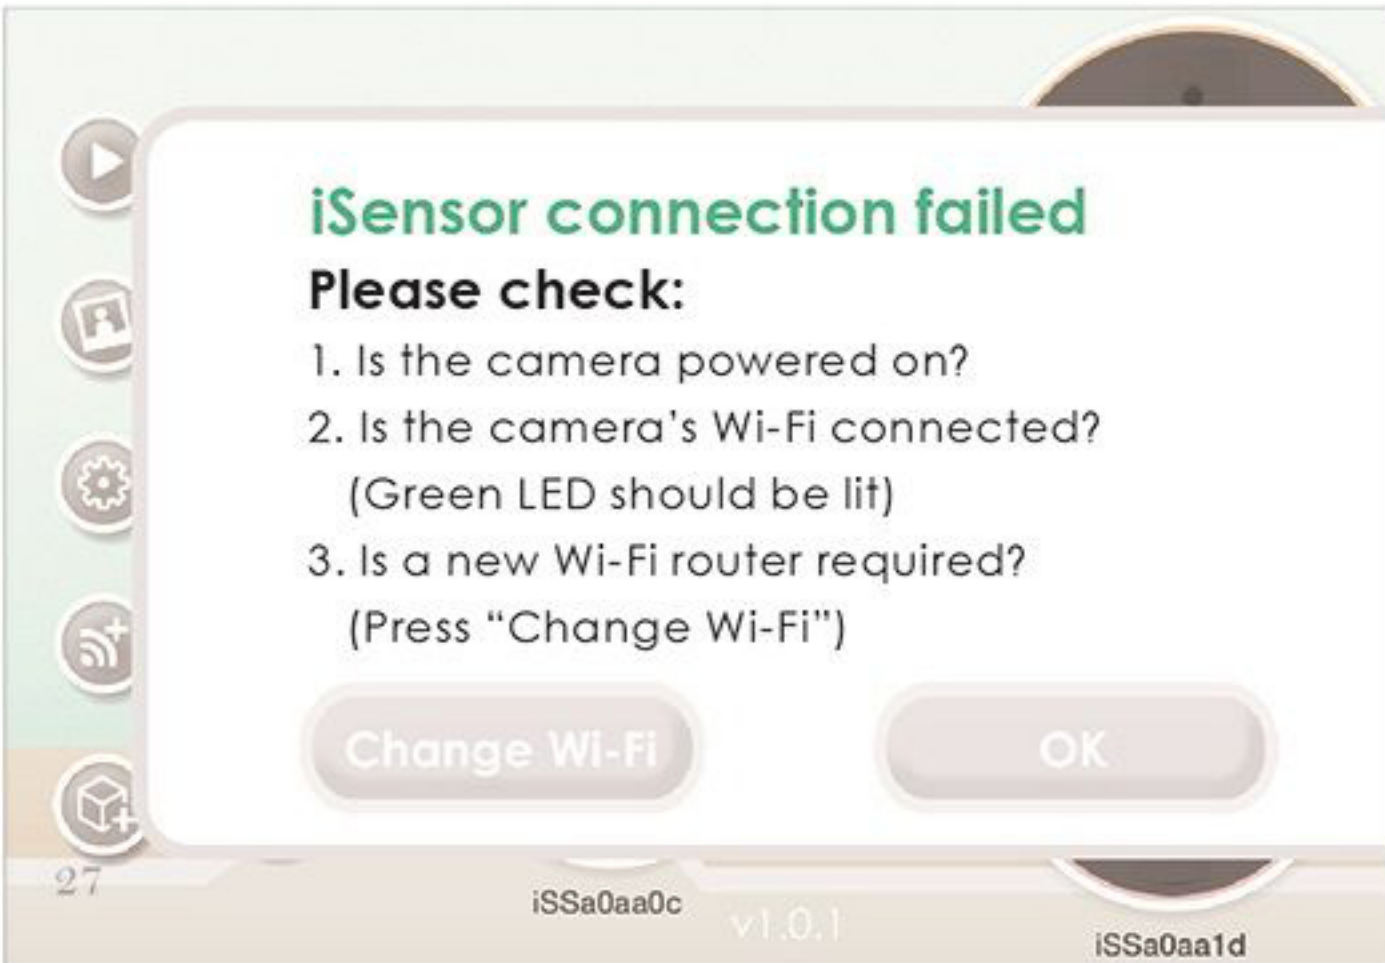 iSensor connection failed
Please check:
1. Is the camera powered on?
2. Is the camera's Wi-Fi connected?
(Green LED should be lit)
3. Is a new Wi-Fi router required?
(Press “Change Wi-Fi”)
Change Wi-Fi
OK
27
iSSa0aa0c
v1.0.1
iSSa0aa1d